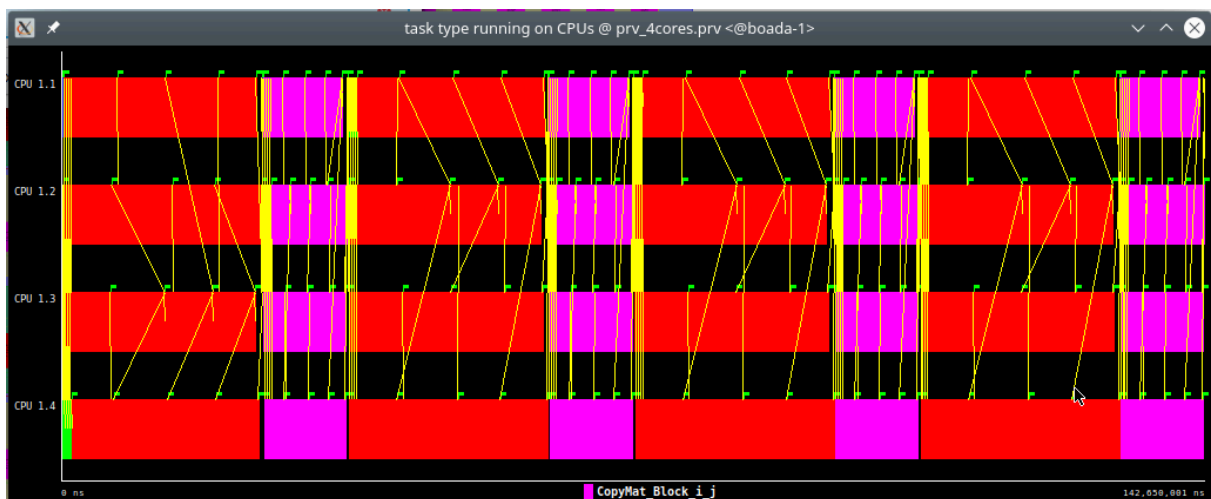 task type running on CPUs @ prv_4cores.prv <@boada-1>
CPU 1.1
CPU 1.2
CPU 1.3
CPU 1.4
0 ns
CopyMat_Block_i_j
142,650,001 ns